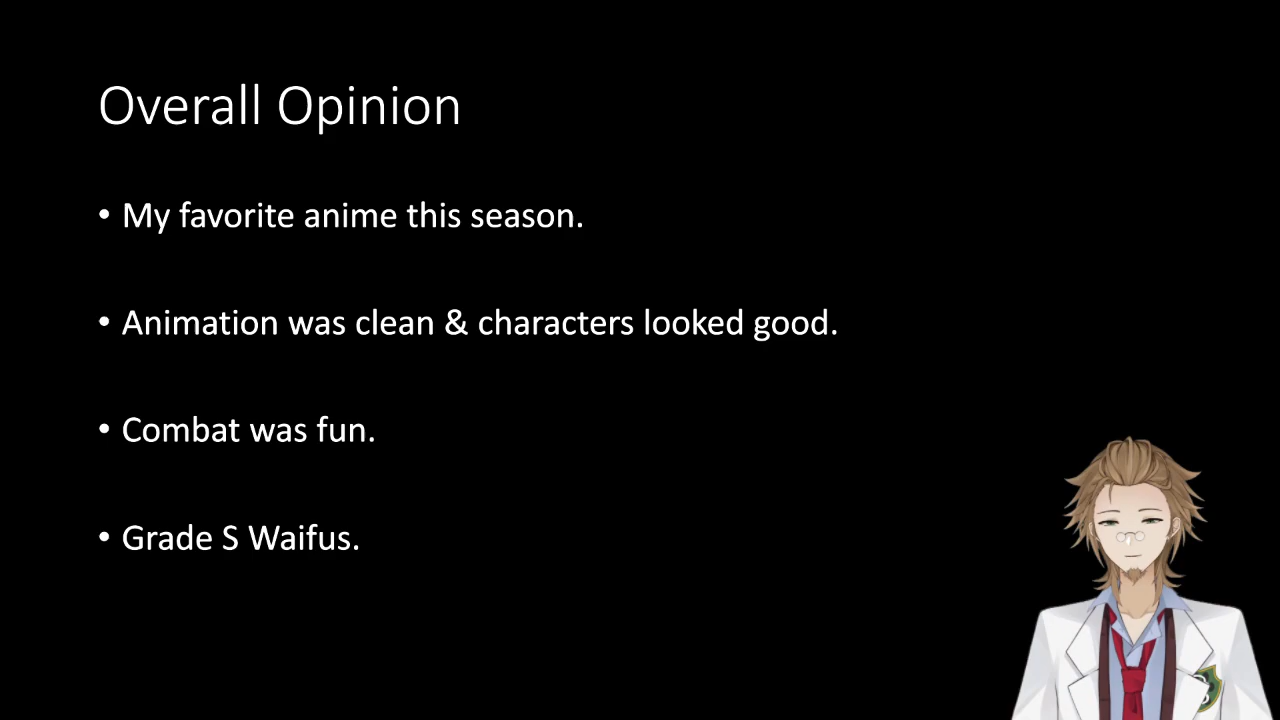 Overall Opinion
• My favorite anime this season.
• Animation was clean & characters looked good.
• Combat was fun.
• Grade S Waifus.